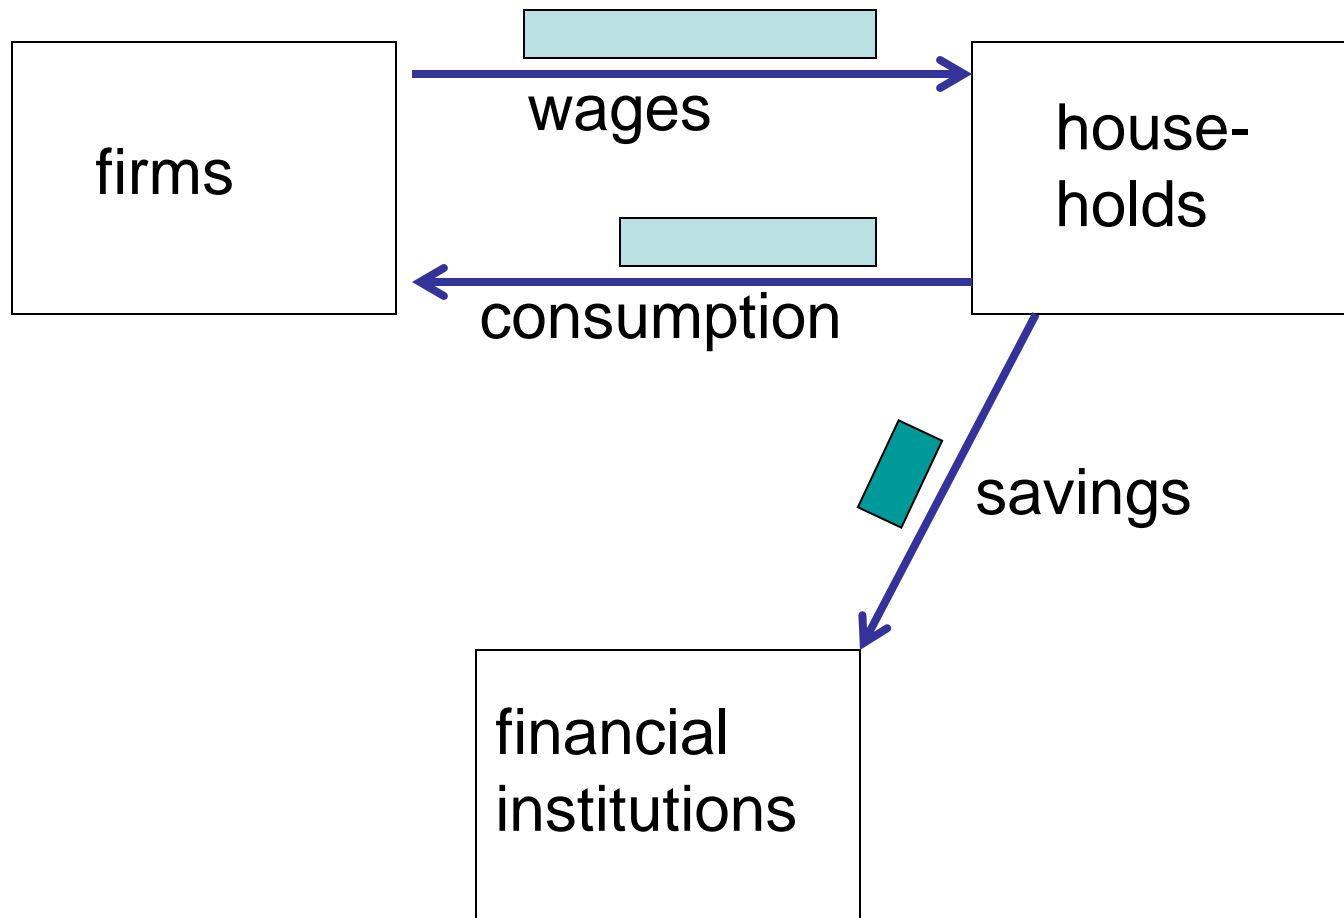 wages
firms
house-
holds
consumption
savings
financial
institutions